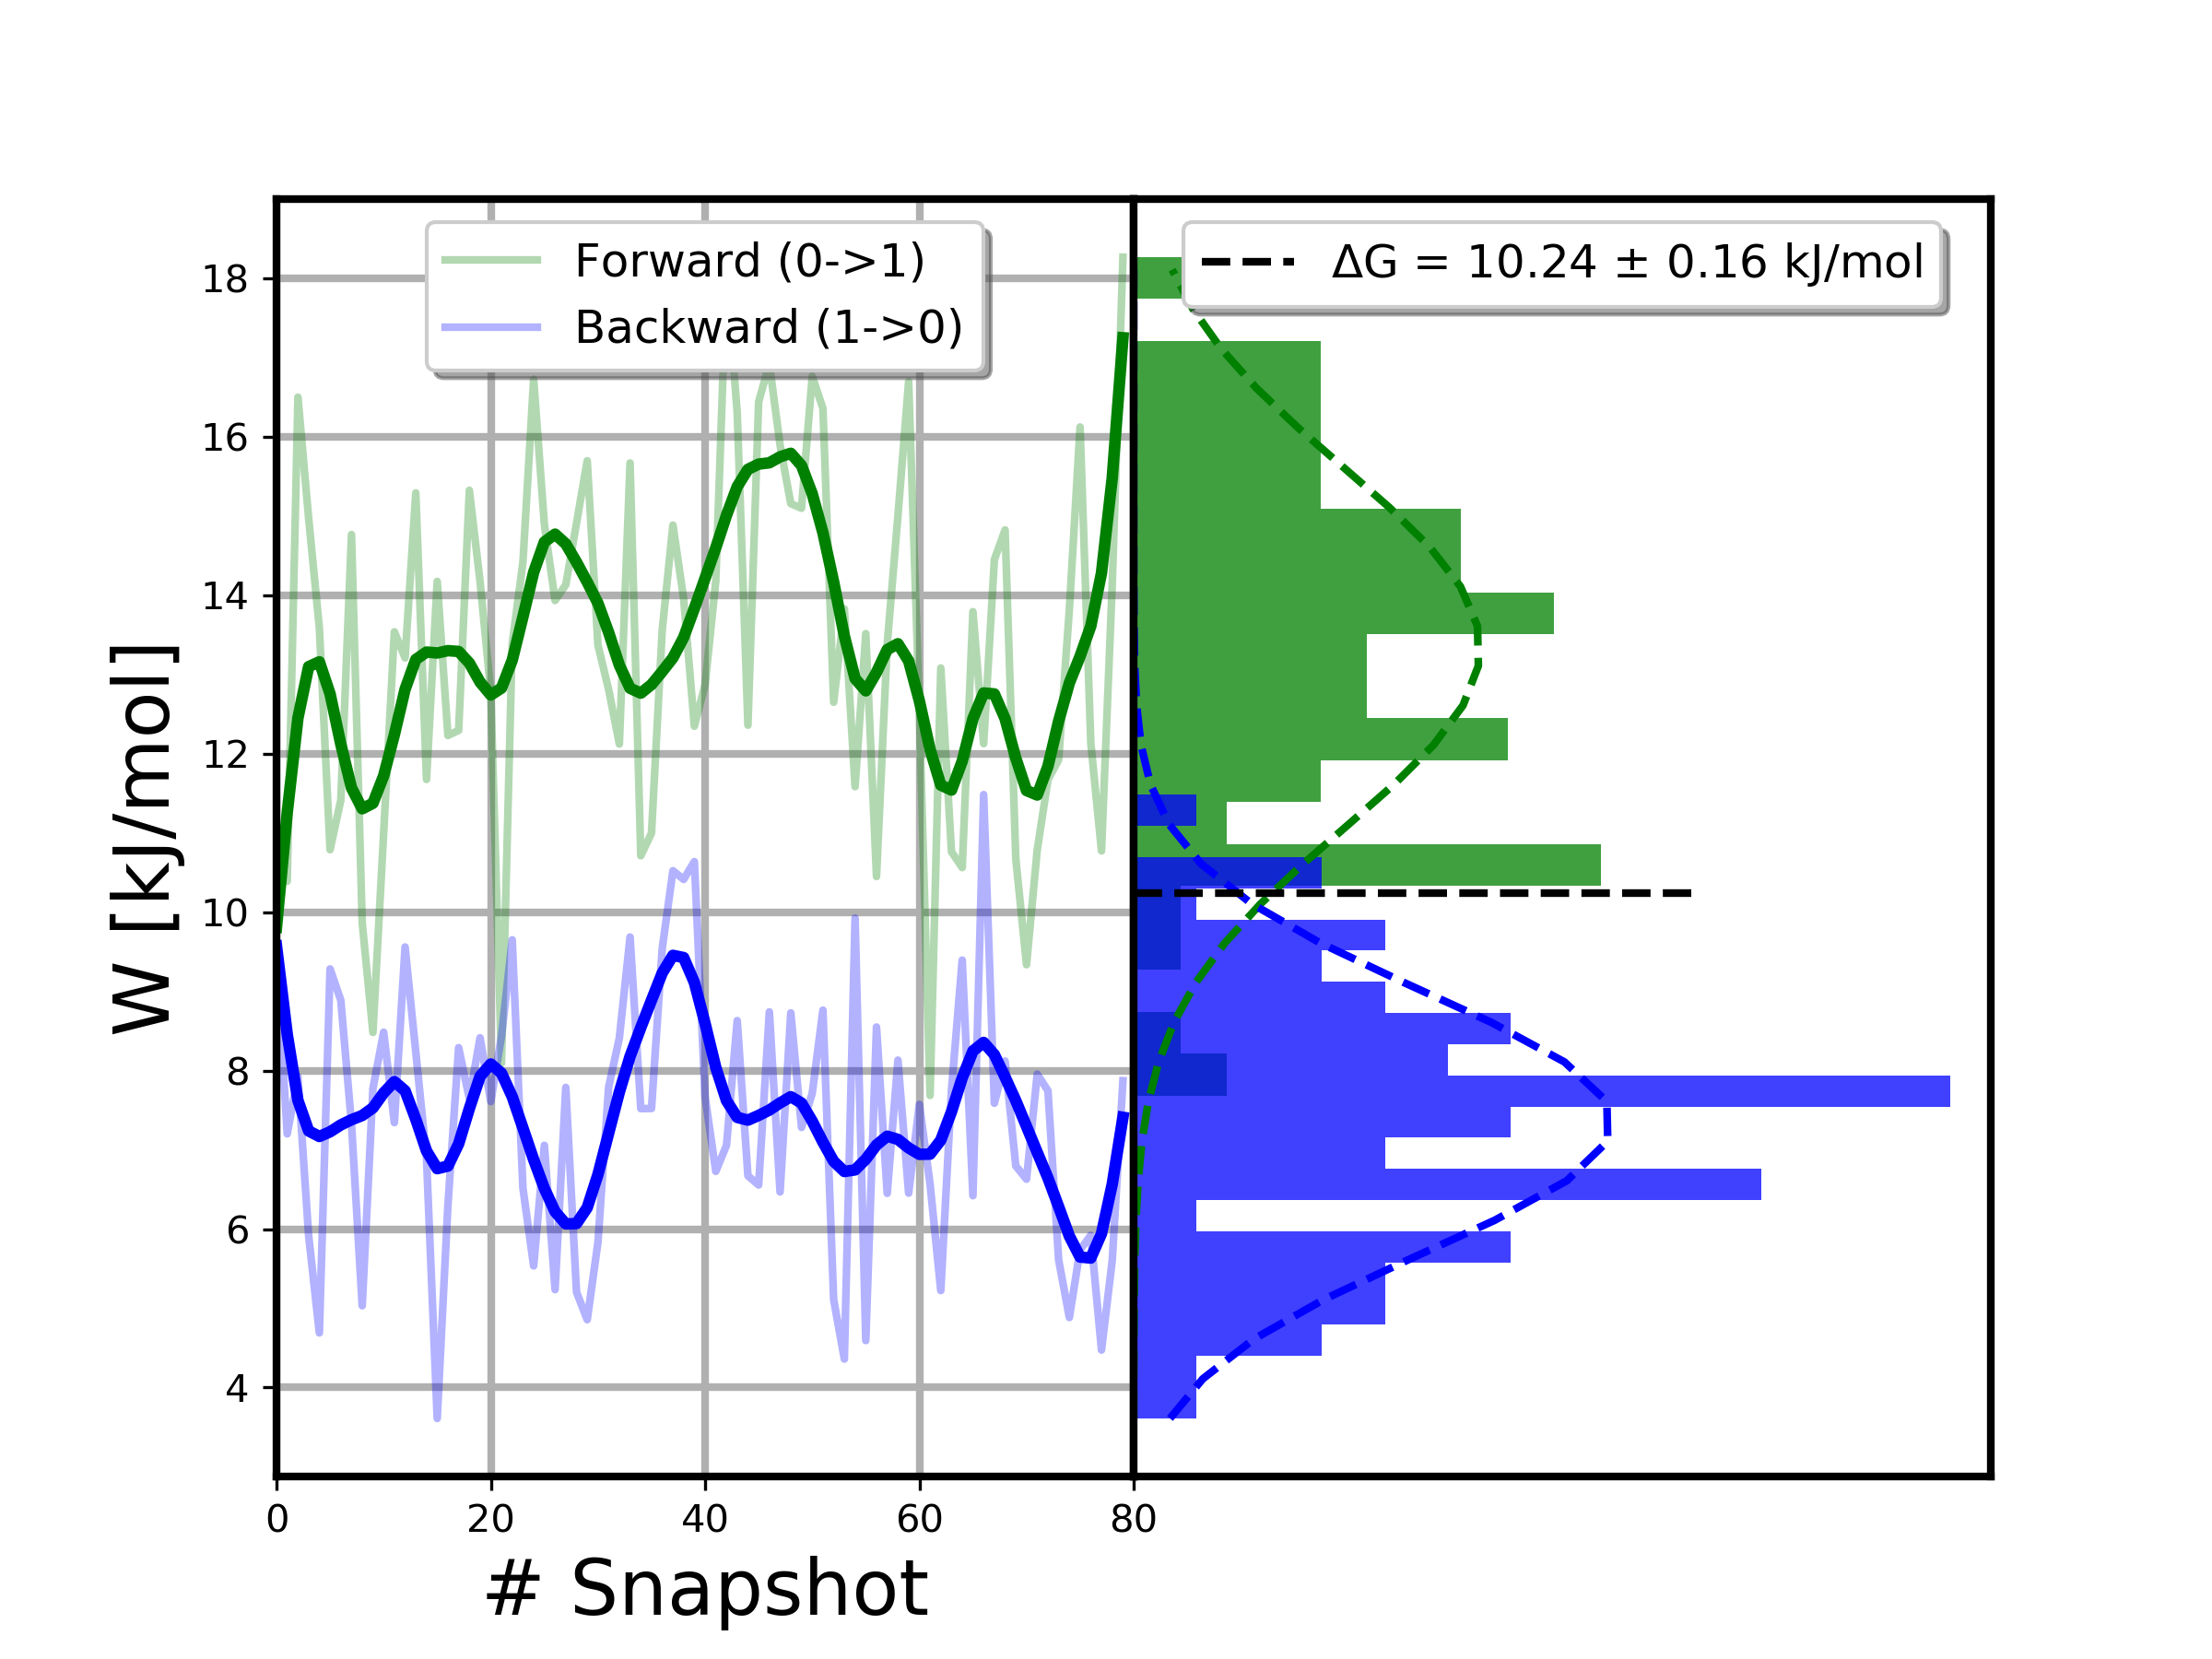 Forward (0->1)
Backward (1->0)
ΔG = 10.24 ± 0.16 kJ/mol
W [kJ/mol]
18
16
14
12
10
8
6
4
0 20 40 60 80
# Snapshot